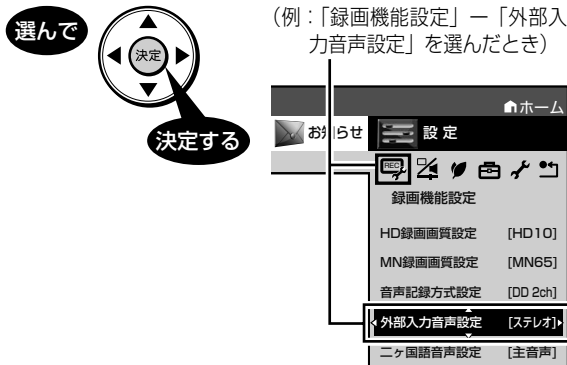 選んで
決定
決定する
（例：「録画機能設定」―「外部入
力音声設定」を選んだとき）
ホーム
お知らせ
設定
REC
録画機能設定
HD録画画質設定 [HD10]
MN録画画質設定 [MN65]
音声記録方式設定 [DD 2ch]
外部入力音声設定 [ステレオ]
二ヶ国語音声設定 [主音声]